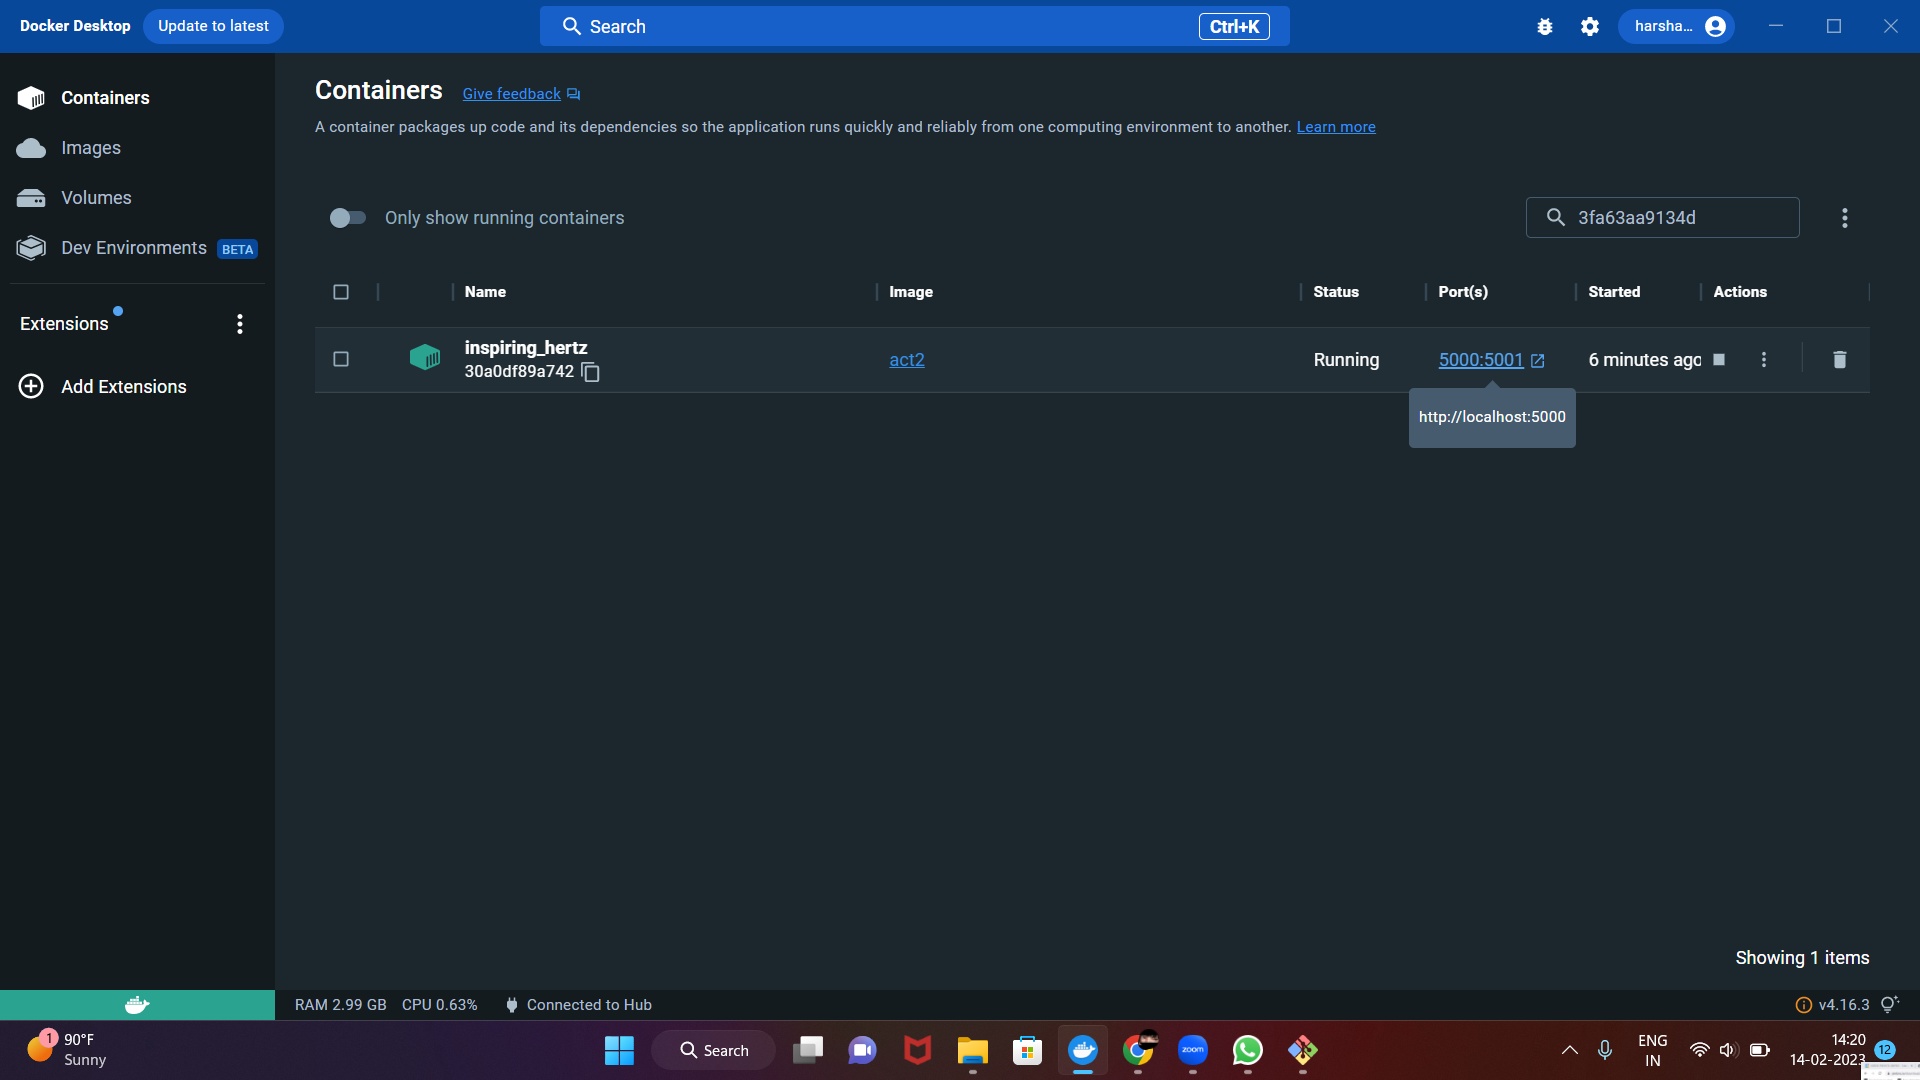 Docker Desktop
Update to latest
Search
Ctrl+K
harsha...
Containers
Images
Volumes
Dev Environments BETA
Extensions
Add Extensions
Containers
Give feedback
A container packages up code and its dependencies so the application runs quickly and reliably from one computing environment to another. Learn more
Only show running containers
3fa63aa9134d
Name
Image
Status
Port(s)
Started
Actions
inspiring_hertz
30a0df89a742
act2
Running
5000:5001
6 minutes ago
http://localhost:5000
Showing 1 items
RAM 2.99 GB
CPU 0.63%
Connected to Hub
v4.16.3
1
90°F
Sunny
Search
zoom
ENG
IN
14:20
14-02-2023
12